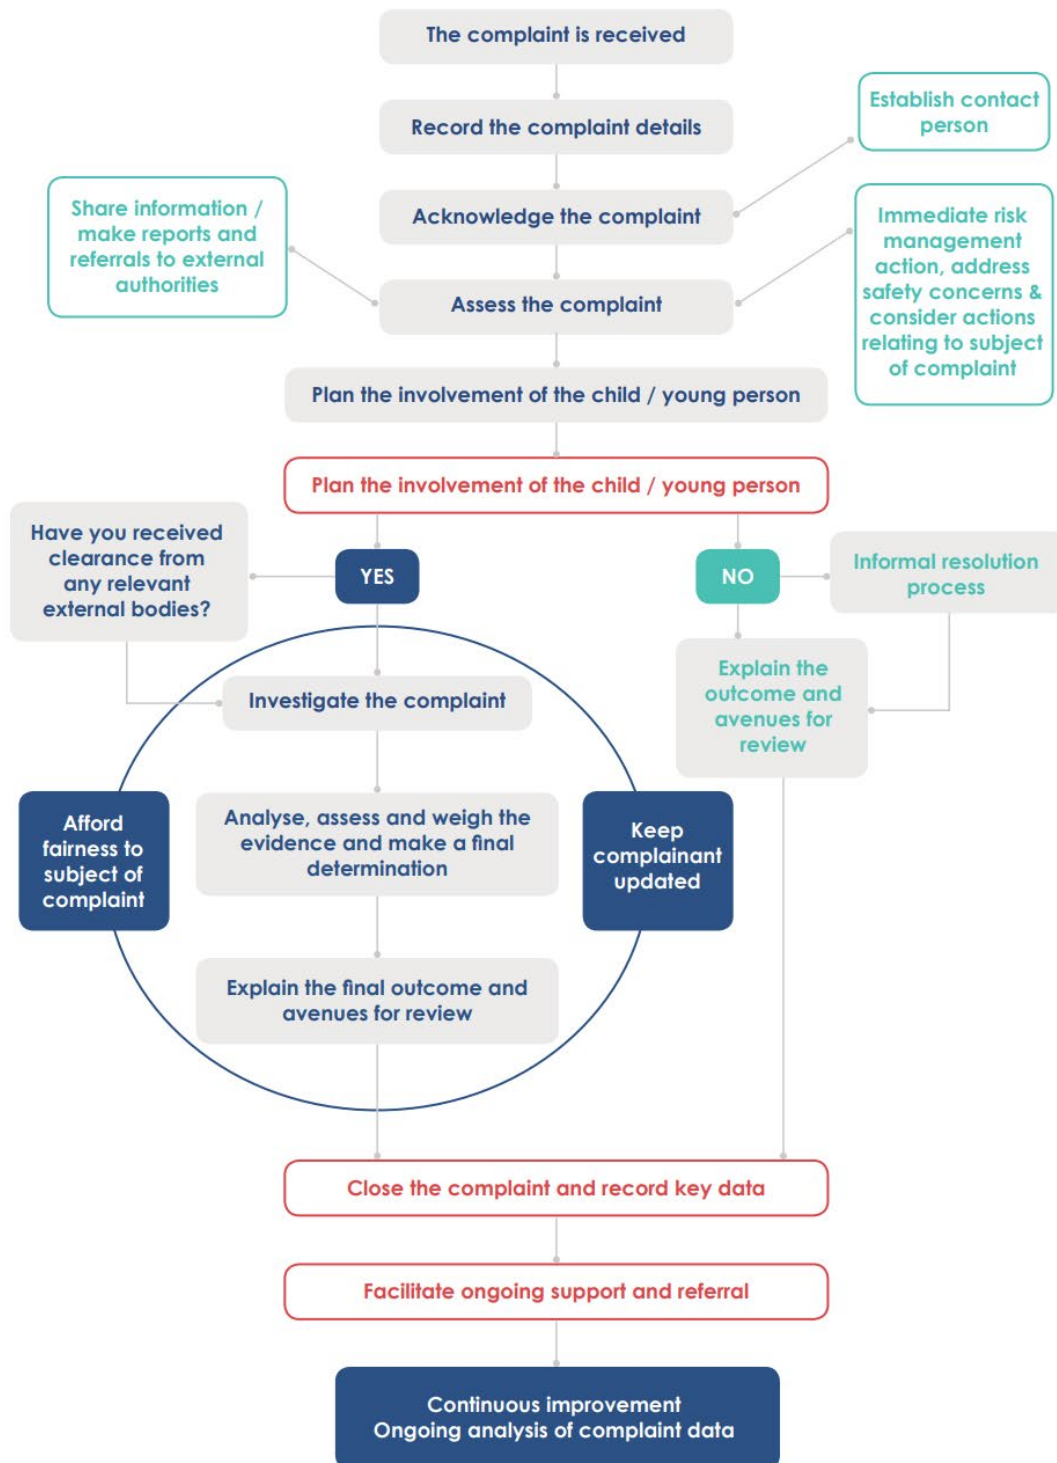 The complaint is received
Record the complaint details
Establish contact
person
Acknowledge the complaint
Share information /
make reports and
referrals to external
authorities
Immediate risk
management
action, address
safety concerns &
consider actions
relating to subject
of complaint
Assess the complaint
Plan the involvement of the child / young person
Plan the involvement of the child / young person
Have you received
clearance from
any relevant
external bodies?
YES
NO
Informal resolution
process
Investigate the complaint
Explain the
outcome and
avenues for
review
Afford
fairness to
subject of
complaint
Analyse, assess and weigh the
evidence and make a final
determination
Keep
complainant
updated
Explain the final outcome and
avenues for review
Close the complaint and record key data
Facilitate ongoing support and referral
Continuous improvement
Ongoing analysis of complaint data